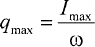 q_max = I_max / ω